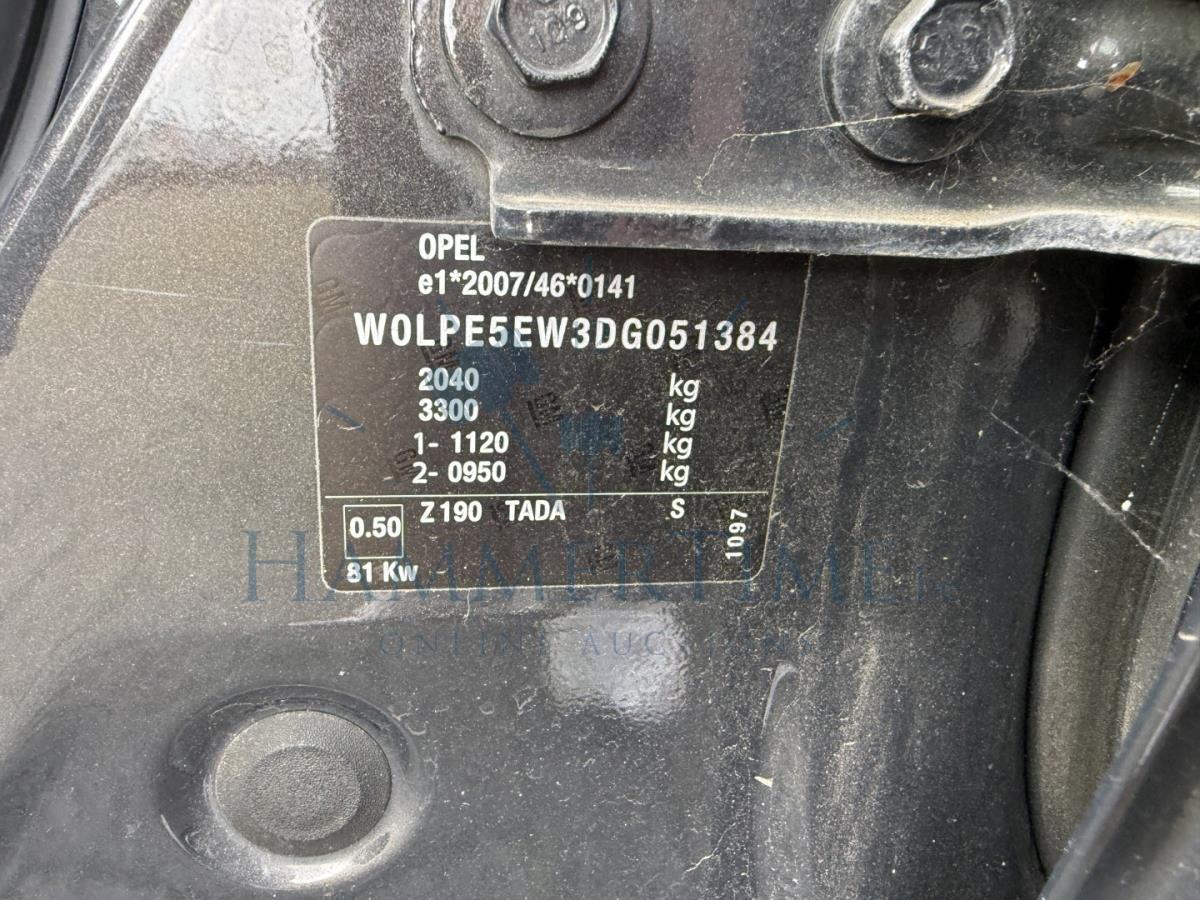 109
OPEL
e1*2007/46*0141
W0LPE5EW3DG051384
2040 kg
3300 kg
1- 1120 kg
2- 0950 kg
0.50 Z190 TADA S
81 Kw
1097
HAMMERTIME
ONLINE AUCTIONS